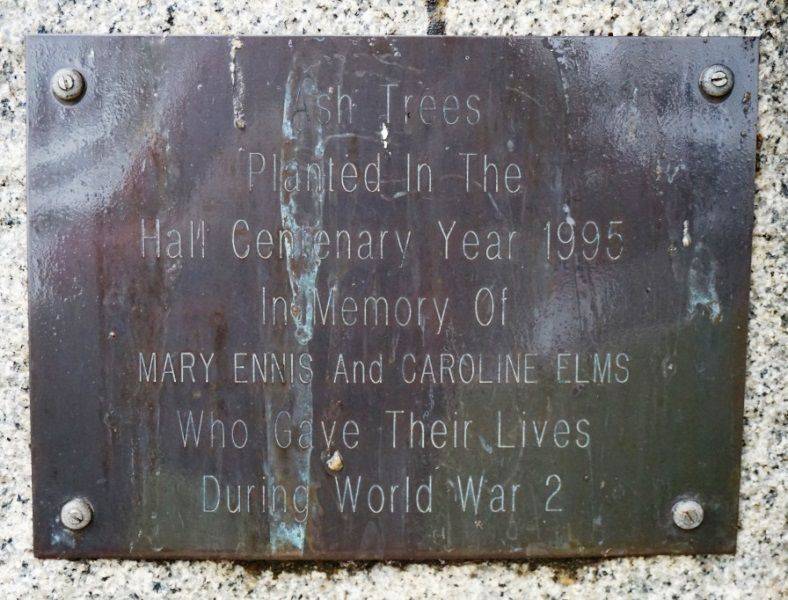 Ash Trees
Planted In The
Hall Centenary Year 1995
In Memory Of
MARY ENNIS And CAROLINE ELMS
Who Gave Their Lives
During World War 2